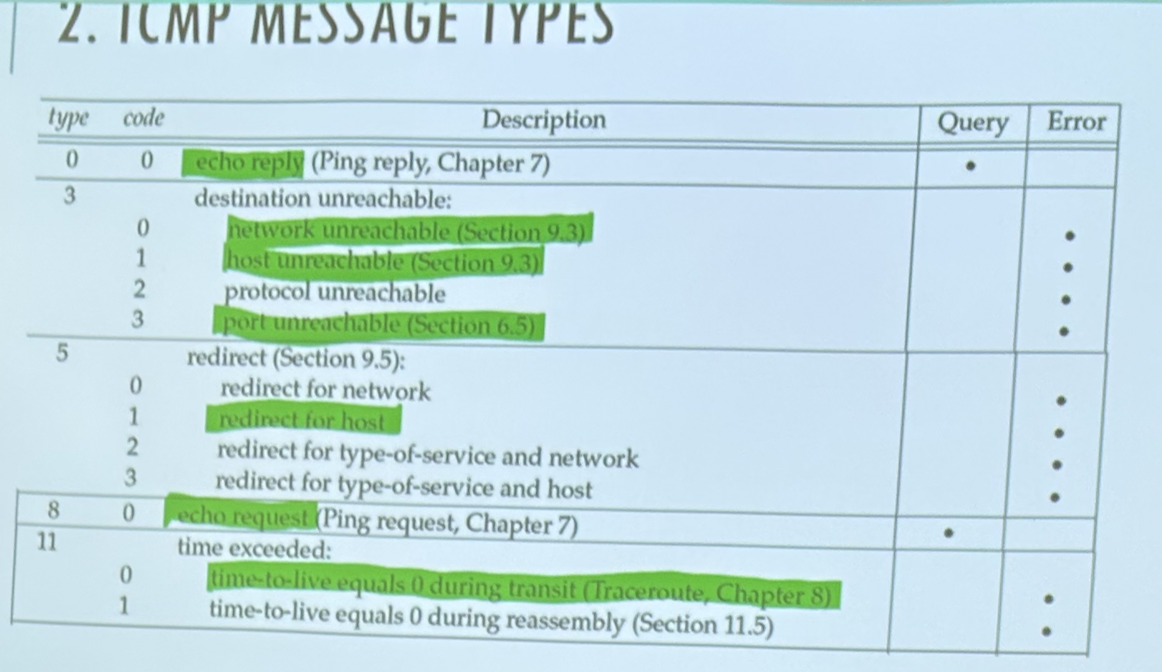 2. ICMP MESSAGE TYPES
type code Description Query Error
0 0 echo reply (Ping reply, Chapter 7) •
3 destination unreachable:
0 network unreachable (Section 9.3) •
1 host unreachable (Section 9.3) •
2 protocol unreachable •
3 port unreachable (Section 6.5) •
5 redirect (Section 9.5):
0 redirect for network •
1 redirect for host •
2 redirect for type-of-service and network •
3 redirect for type-of-service and host •
8 0 echo request (Ping request, Chapter 7) •
11 time exceeded:
0 time-to-live equals 0 during transit (Traceroute, Chapter 8) •
1 time-to-live equals 0 during reassembly (Section 11.5) •